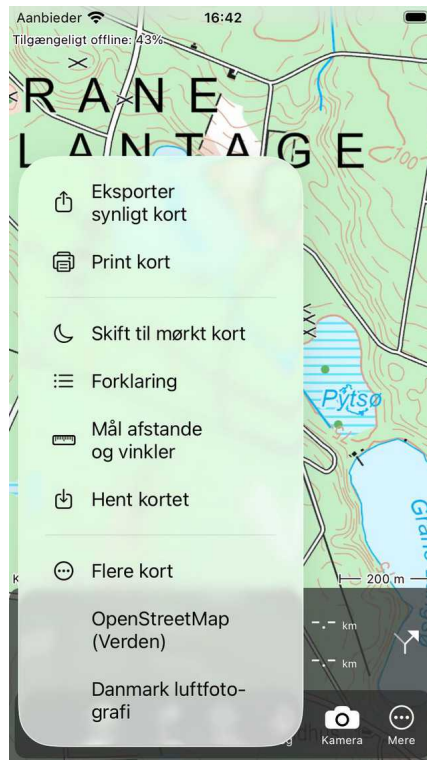 Aanbieder 16:42
Tilgængeligt offline: 43%
RANE
LANTAGE
Eksporter
synligt kort
Print kort
Skift til mørkt kort
Forklaring
Pytsø
Mål afstande
og vinkler
Hent kortet
Flere kort
200 m
OpenStreetMap
(Verden)
-.- km
-.- km
Danmark luftfoto-
grafi
Kamera
Mere